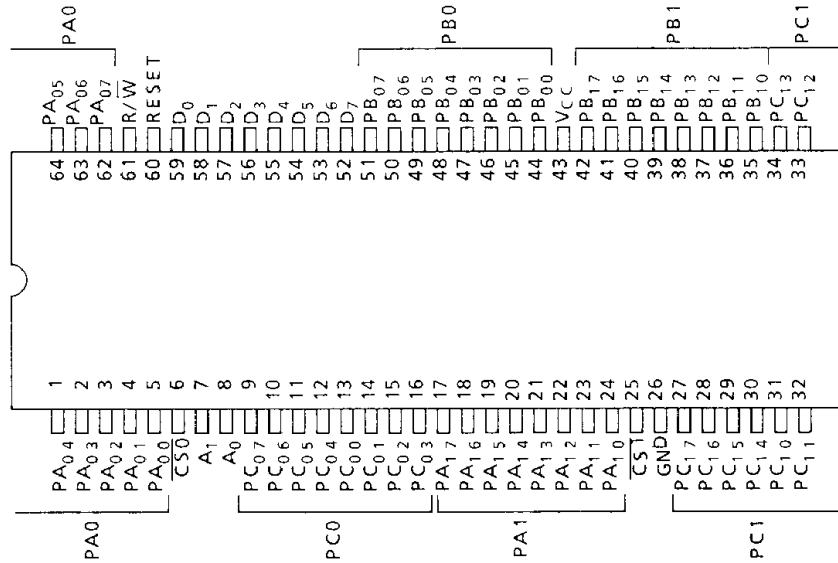 PA0
PA0
PA₀₄ 1 64 PA₀₅
PA₀₃ 2 63 PA₀₆
PA₀₂ 3 62 PA₀₇
PA₀₁ 4 61 R/W̅
PA₀₀ 5 60 RESET
C̅S̅0̅ 6 59 D₀
A₁ 7 58 D₁
A₀ 8 57 D₂
PC₀₇ 9 56 D₃
PC₀₆ 10 55 D₄
PC₀₅ 11 54 D₅
PC₀₄ 12 53 D₆
PC₀₀ 13 52 D₇
PC₀₁ 14 51 PB₀₇
PC₀₂ 15 50 PB₀₆
PC₀₃ 16 49 PB₀₅
PA₁₇ 17 48 PB₀₄
PA₁₆ 18 47 PB₀₃
PA₁₅ 19 46 PB₀₂
PA₁₄ 20 45 PB₀₁
PA₁₃ 21 44 PB₀₀
PA₁₂ 22 43 VCC
PA₁₁ 23 42 PB₁₇
PA₁₀ 24 41 PB₁₆
C̅S̅1̅ 25 40 PB₁₅
GND 26 39 PB₁₄
PC₁₇ 27 38 PB₁₃
PC₁₆ 28 37 PB₁₂
PC₁₅ 29 36 PB₁₁
PC₁₄ 30 35 PB₁₀
PC₁₀ 31 34 PC₁₃
PC₁₁ 32 33 PC₁₂
PC0
PA1
PC1
PB0
PB1
PC1